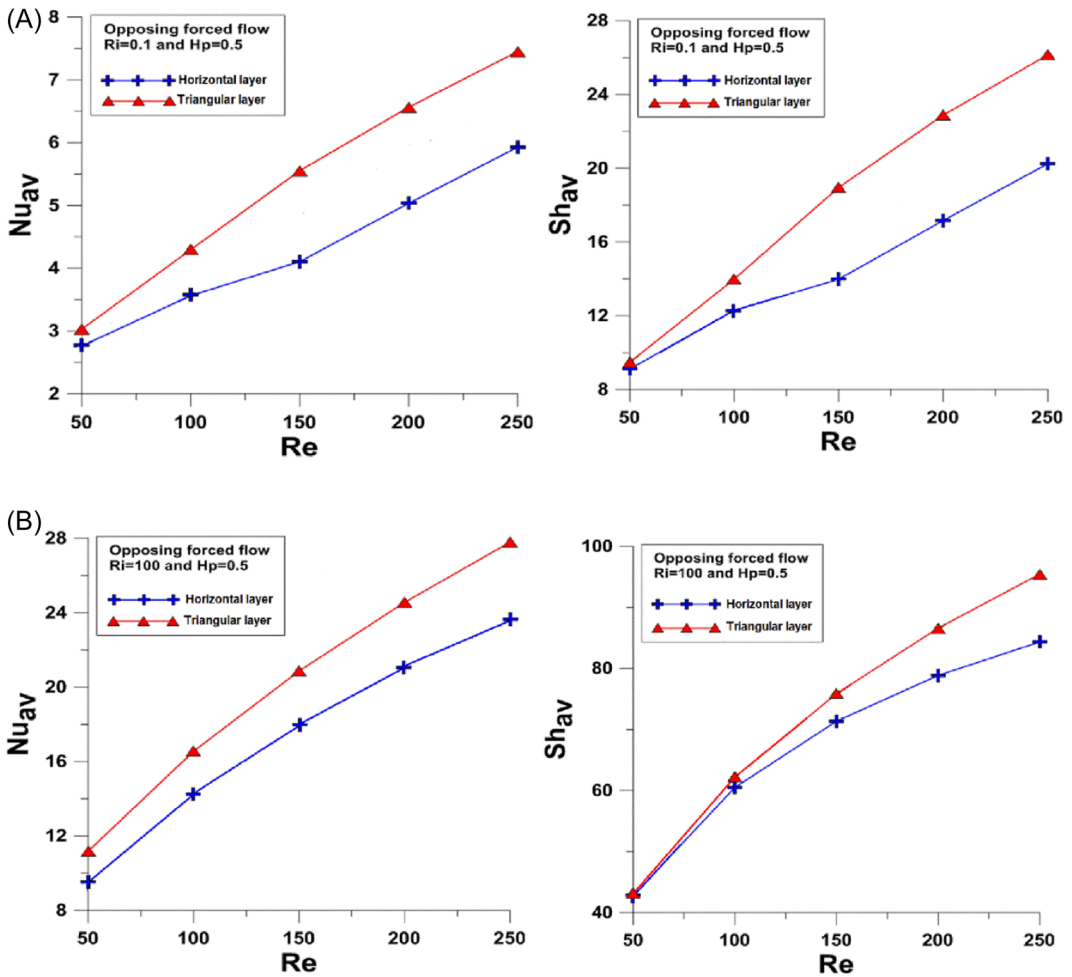 (A)
8
7
6
5
4
3
2
Nuav
Opposing forced flow
Ri=0.1 and Hp=0.5
Horizontal layer
Triangular layer
50 100 150 200 250
Re
28
24
20
16
12
8
Shav
Opposing forced flow
Ri=0.1 and Hp=0.5
Horizontal layer
Triangular layer
50 100 150 200 250
Re
(B)
28
24
20
16
12
8
Nuav
Opposing forced flow
Ri=100 and Hp=0.5
Horizontal layer
Triangular layer
50 100 150 200 250
Re
100
80
60
40
Shav
Opposing forced flow
Ri=100 and Hp=0.5
Horizontal layer
Triangular layer
50 100 150 200 250
Re